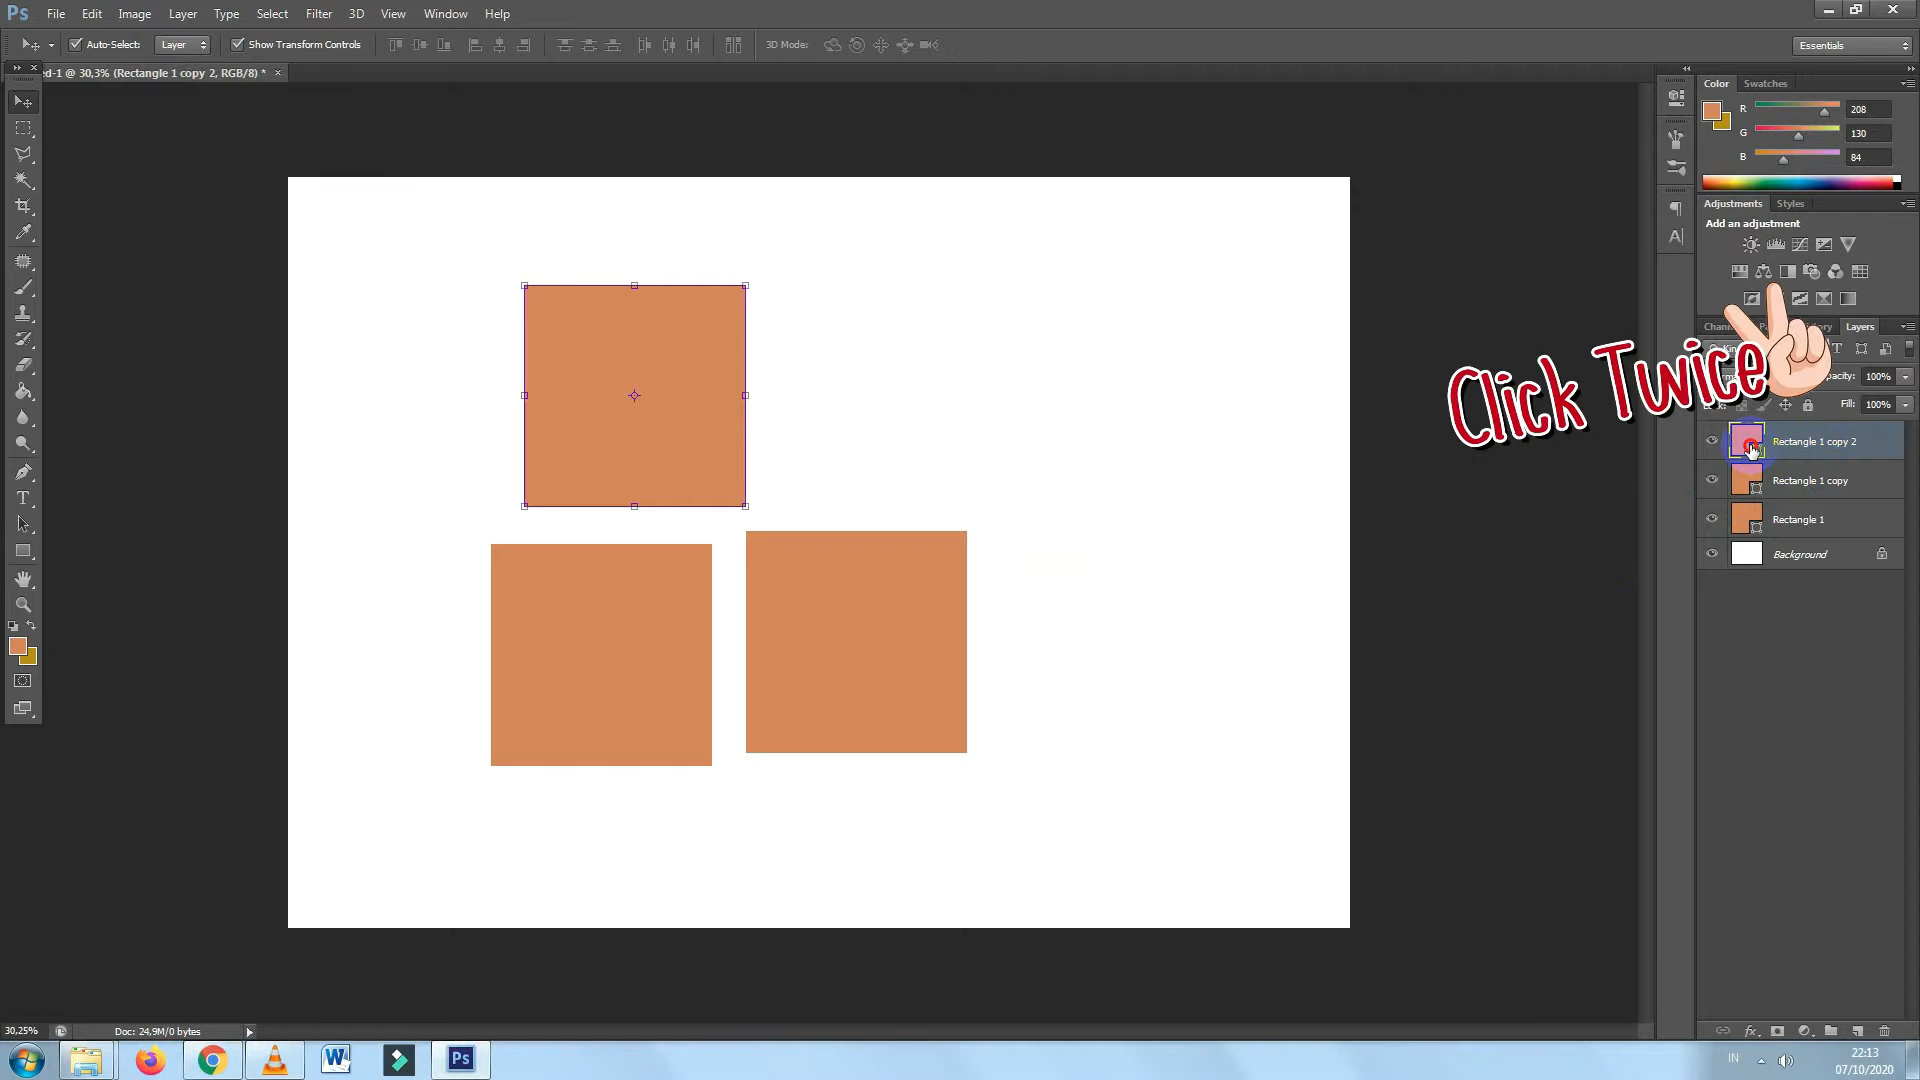 Ps File Edit Image Layer Type Select Filter 3D View Window Help
Auto-Select: Layer Show Transform Controls 3D Mode: Essentials
ed-1 @ 30,3% (Rectangle 1 copy 2, RGB/8) * ×
Color Swatches
R 208
G 130
B 84
Adjustments Styles
Add an adjustment
Layers
Click Twice
pacity: 100%
Fill: 100%
Rectangle 1 copy 2
Rectangle 1 copy
Rectangle 1
Background
30,25% Doc: 24,9M/0 bytes
fx
W Ps IN 22:13
07/10/2020